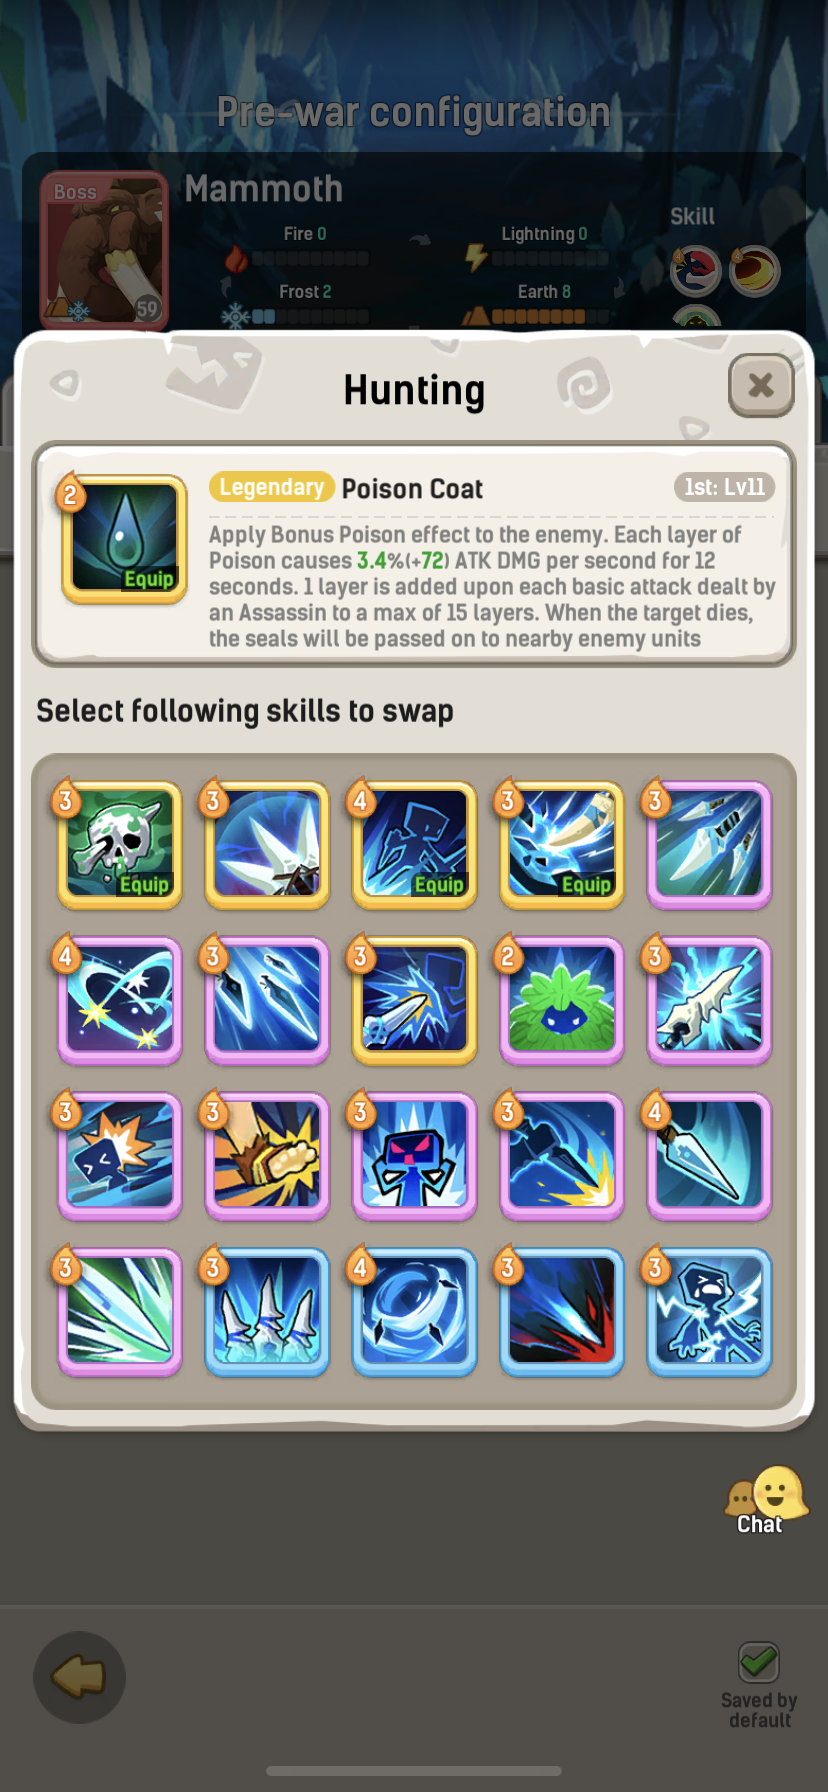 Pre-war configuration
Boss
Mammoth
Skill
Fire 0
Lightning 0
4
4
Frost 2
Earth 8
59
Hunting
2
Equip
Legendary
Poison Coat
1st: Lv11
Apply Bonus Poison effect to the enemy. Each layer of
Poison causes 3.4%(+72) ATK DMG per second for 12
seconds. 1 layer is added upon each basic attack dealt by
an Assassin to a max of 15 layers. When the target dies,
the seals will be passed on to nearby enemy units
Select following skills to swap
3
3
4
3
3
Equip
Equip
Equip
4
3
3
2
3
3
3
3
3
4
3
3
4
3
3
Chat
Saved by
default